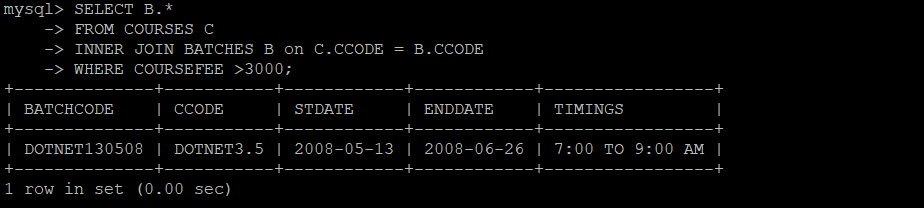 mysql> SELECT B.*
    -> FROM COURSES C
    -> INNER JOIN BATCHES B on C.CCODE = B.CCODE
    -> WHERE COURSEFEE >3000;
+--------------+-----------+------------+------------+-----------------+
| BATCHCODE    | CCODE     | STDATE     | ENDDATE    | TIMINGS         |
+--------------+-----------+------------+------------+-----------------+
| DOTNET130508 | DOTNET3.5 | 2008-05-13 | 2008-06-26 | 7:00 TO 9:00 AM |
+--------------+-----------+------------+------------+-----------------+
1 row in set (0.00 sec)